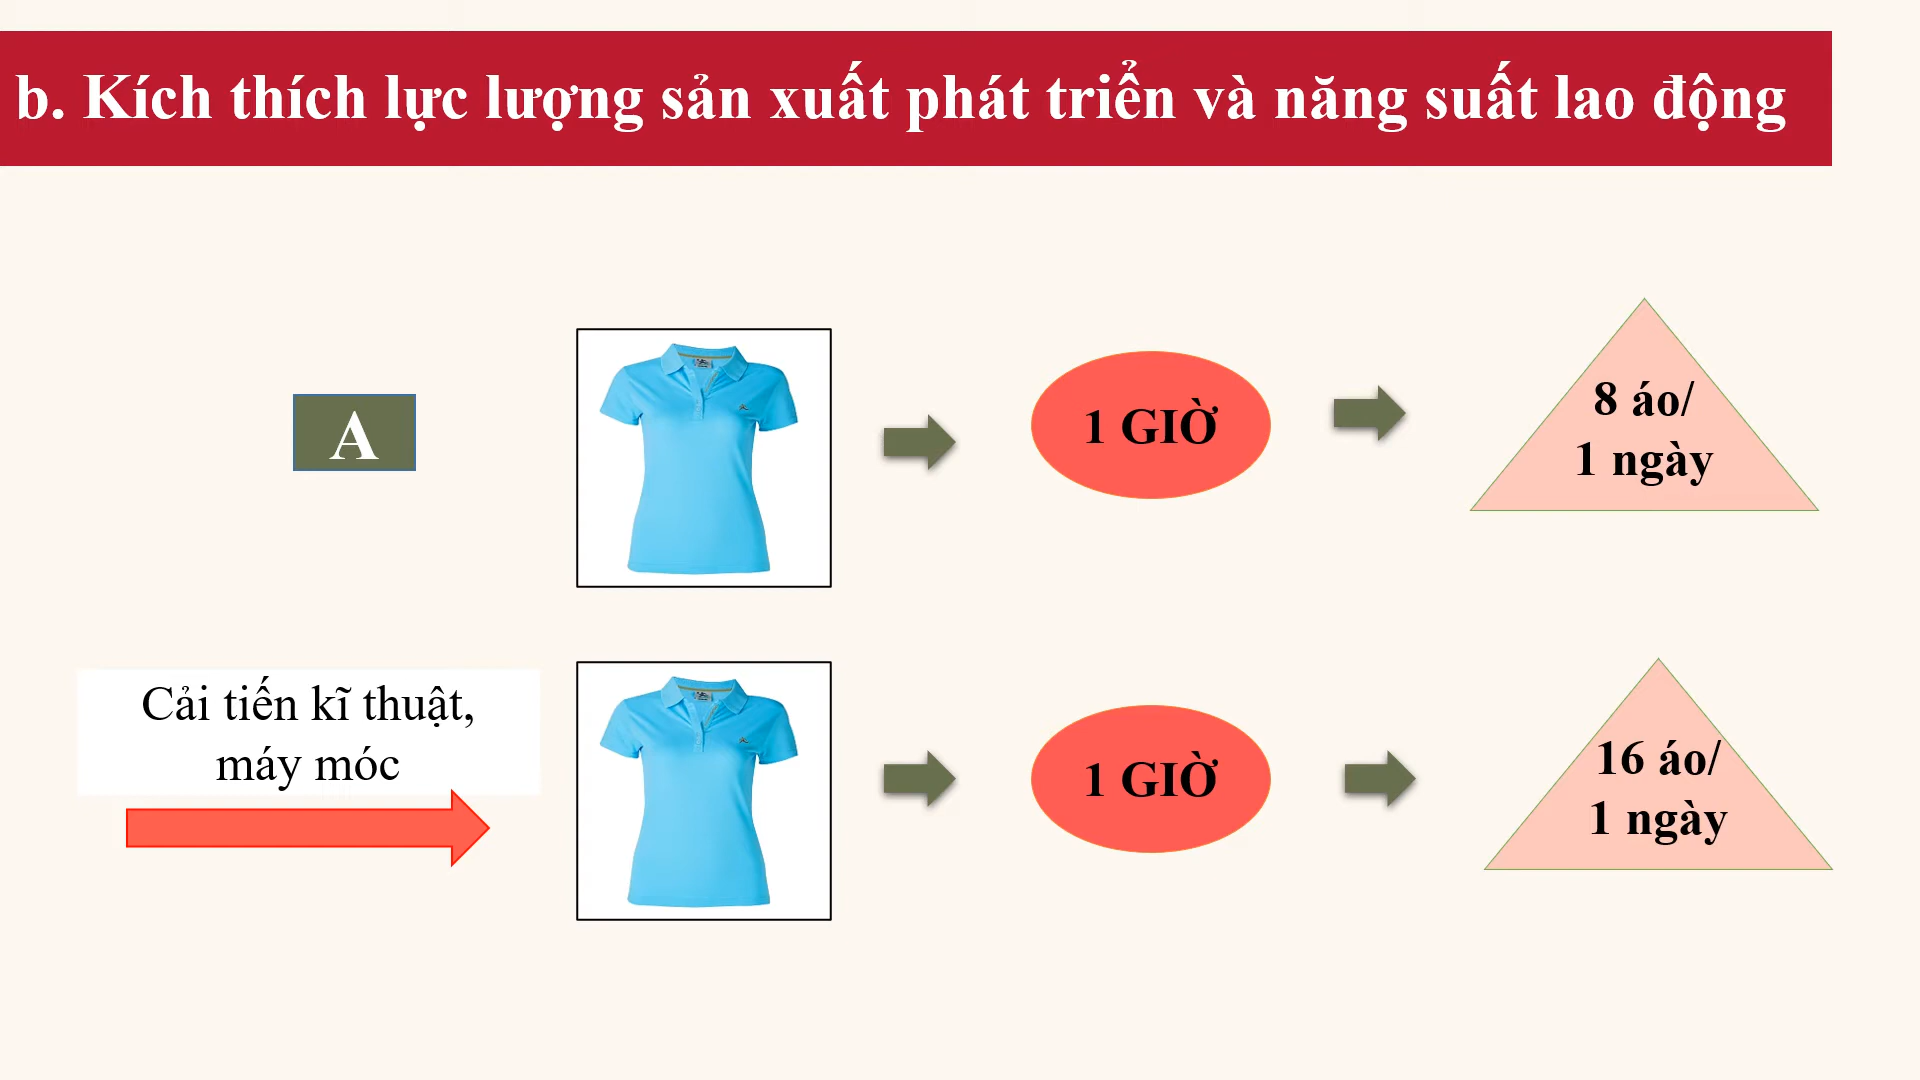 b. Kích thích lực lượng sản xuất phát triển và năng suất lao động
A
1 GIỜ
8 áo/
1 ngày
Cải tiến kĩ thuật,
máy móc
1 GIỜ
16 áo/
1 ngày